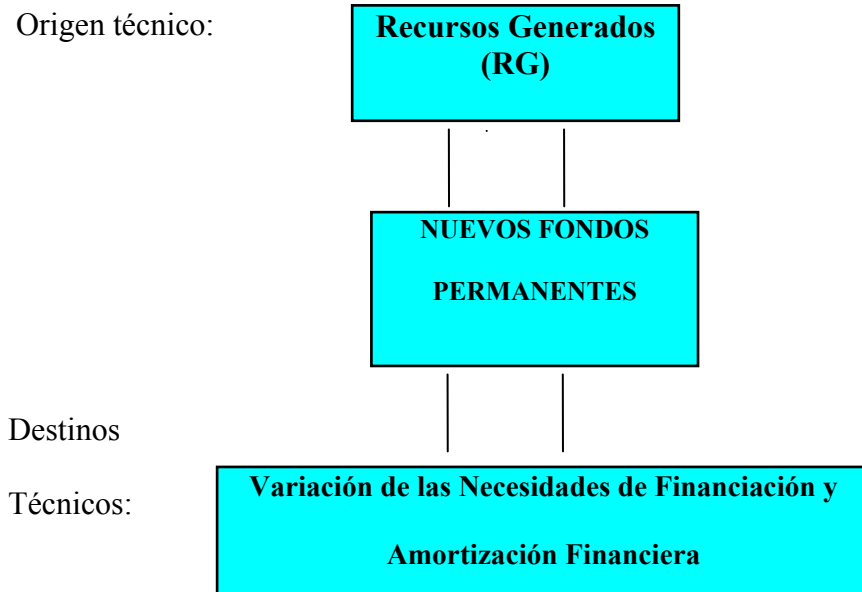 Origen técnico:
Recursos Generados
(RG)
NUEVOS FONDOS
PERMANENTES
Destinos
Técnicos:
Variación de las Necesidades de Financiación y
Amortización Financiera